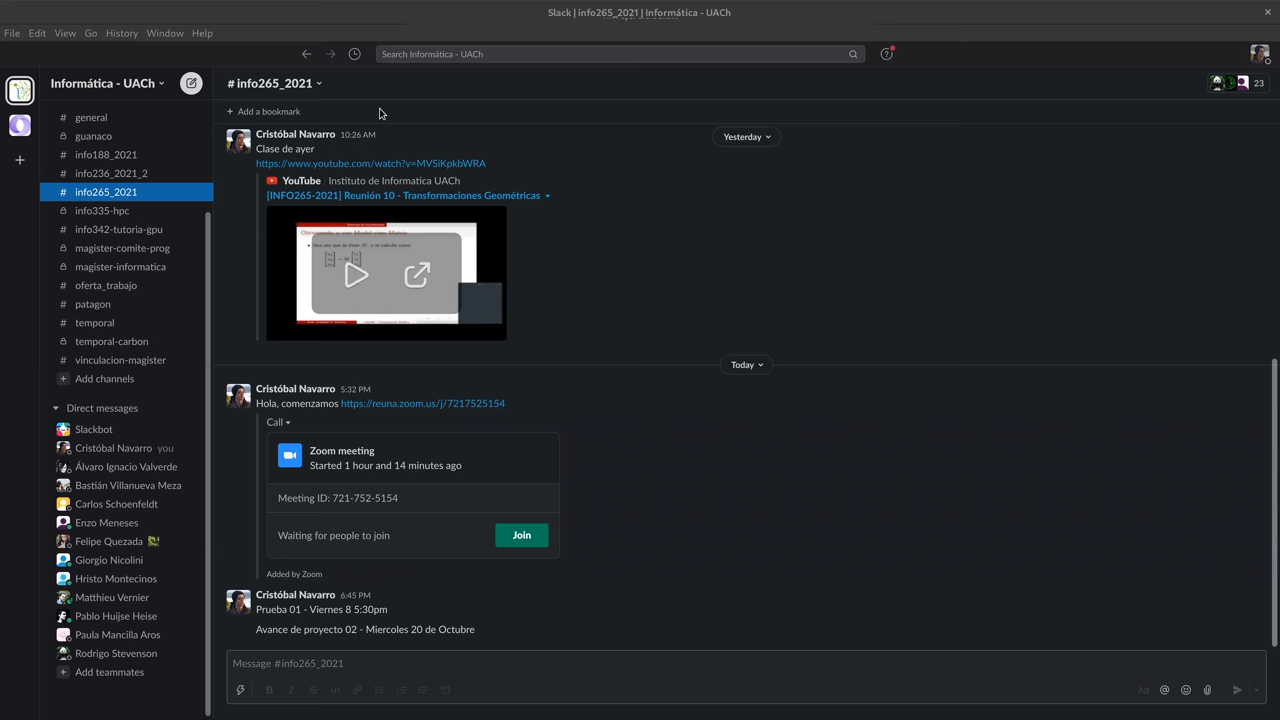 Slack | info265_2021 | Informática - UACh
File Edit View Go History Window Help
Search Informática - UACh
Informática - UACh
# general
guanaco
# info188_2021
# info236_2021_2
# info265_2021
info335-hpc
# info342-tutoria-gpu
magister-comite-prog
# magister-informatica
# oferta_trabajo
# patagon
# temporal
temporal-carbon
# vinculacion-magister
+ Add channels
Direct messages
Slackbot
Cristóbal Navarro you
Álvaro Ignacio Valverde
Bastián Villanueva Meza
Carlos Schoenfeldt
Enzo Meneses
Felipe Quezada
Giorgio Nicolini
Hristo Montecinos
Matthieu Vernier
Pablo Huijse Heise
Paula Mancilla Aros
Rodrigo Stevenson
+ Add teammates
# info265_2021
23
+ Add a bookmark
Yesterday
Cristóbal Navarro 10:26 AM
Clase de ayer
https://www.youtube.com/watch?v=MVSiKpkbWRA
YouTube Instituto de Informatica UACh
[INFO265-2021] Reunión 10 - Transformaciones Geométricas
Today
Cristóbal Navarro 5:32 PM
Hola, comenzamos https://reuna.zoom.us/j/7217525154
Call
Zoom meeting
Started 1 hour and 14 minutes ago
Meeting ID: 721-752-5154
Waiting for people to join
Join
Added by Zoom
Cristóbal Navarro 6:45 PM
Prueba 01 - Viernes 8 5:30pm
Avance de proyecto 02 - Miercoles 20 de Octubre
Message #info265_2021
B I S
Aa